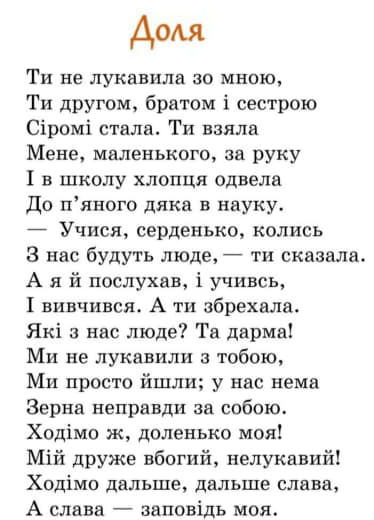 Доля
Ти не лукавила зо мною,
Ти другом, братом і сестрою
Сіромі стала. Ти взяла
Мене, маленького, за руку
І в школу хлопця одвела
До п’яного дяка в науку.
— Учися, серденько, колись
З нас будуть люде, — ти сказала.
А я й послухав, і учивсь,
І вивчився. А ти збрехала.
Які з нас люде? Та дарма!
Ми не лукавили з тобою,
Ми просто йшли; у нас нема
Зерна неправди за собою.
Ходімо ж, доленько моя!
Мій друже вбогий, нелукавий!
Ходімо дальше, дальше слава,
А слава — заповідь моя.